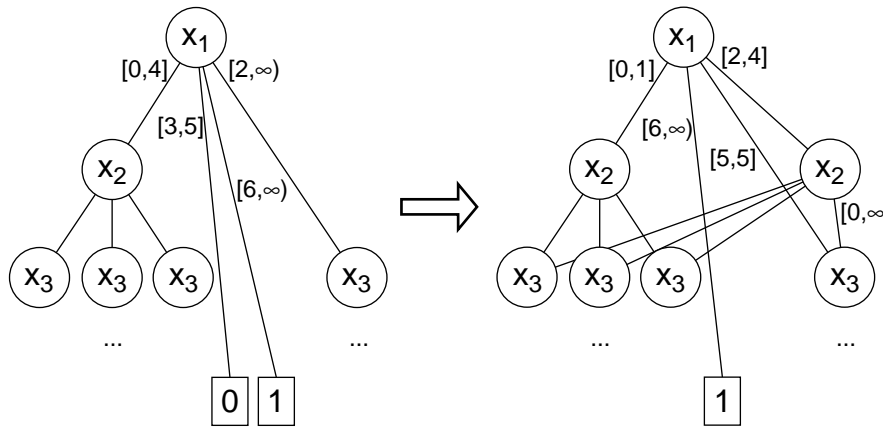 x1 x1
[0,4] [2,∞) [0,1] [2,4]
[3,5] [6,∞)
x2 [5,5] x2 x2
[6,∞) [0,∞
x3 x3 x3 x3 x3 x3 x3 x3
... ... ... ...
0 1 1